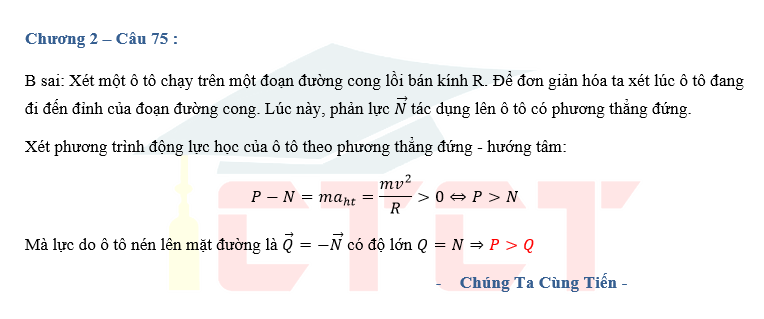 Chương 2 – Câu 75 :
B sai: Xét một ô tô chạy trên một đoạn đường cong lồi bán kính R. Để đơn giản hóa ta xét lúc ô tô đang
đi đến đỉnh của đoạn đường cong. Lúc này, phản lực \(\vec{N}\) tác dụng lên ô tô có phương thẳng đứng.
Xét phương trình động lực học của ô tô theo phương thẳng đứng - hướng tâm:
\(P - N = ma_{ht} = \frac{mv^2}{R} > 0 \Leftrightarrow P > N\)
Mà lực do ô tô nén lên mặt đường là \(\vec{Q} = -\vec{N}\) có độ lớn \(Q = N \Rightarrow P > Q\)
- Chúng Ta Cùng Tiến -
CTCT